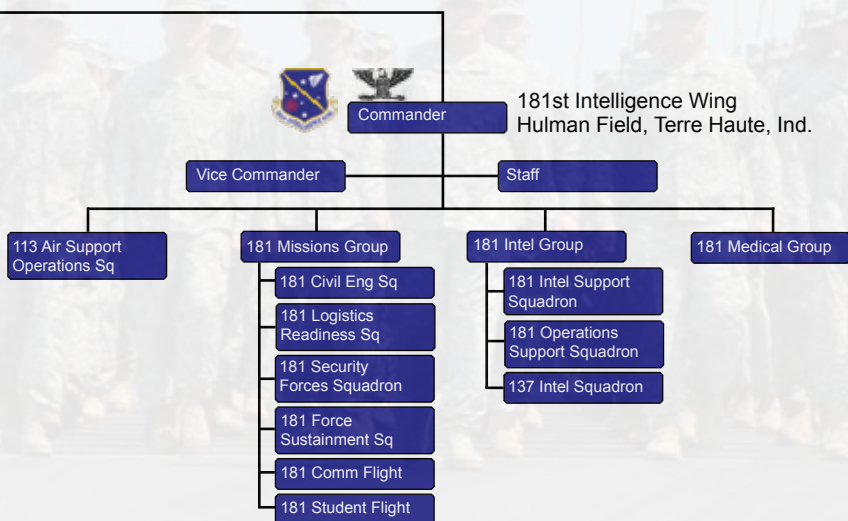 181st Intelligence Wing
Hulman Field, Terre Haute, Ind.
Commander
Vice Commander
Staff
113 Air Support
Operations Sq
181 Missions Group
181 Civil Eng Sq
181 Logistics
Readiness Sq
181 Security
Forces Squadron
181 Force
Sustainment Sq
181 Comm Flight
181 Student Flight
181 Intel Group
181 Intel Support
Squadron
181 Operations
Support Squadron
137 Intel Squadron
181 Medical Group